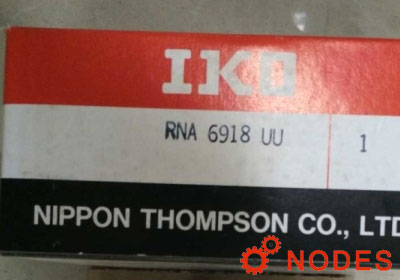 IKO
RNA 6918 UU 1
NIPPON THOMPSON CO., LTD
NODES